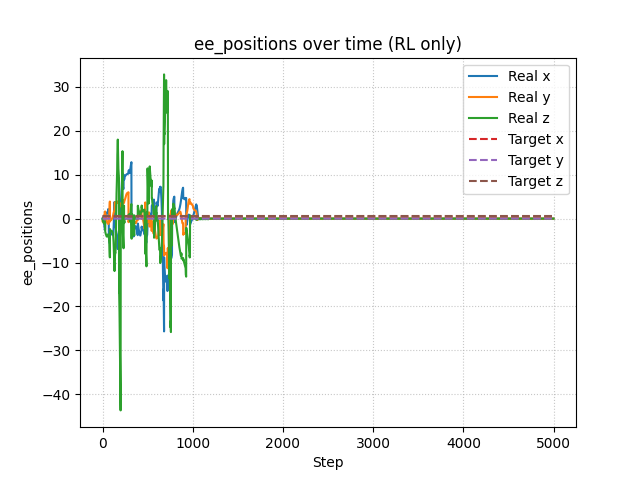 ee_positions over time (RL only)
Real x
Real y
Real z
Target x
Target y
Target z
30
20
10
0
−10
−20
−30
−40
ee_positions
0 1000 2000 3000 4000 5000
Step